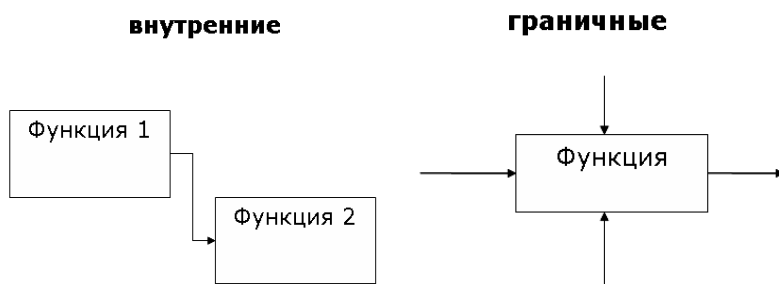 внутренние
граничные
Функция 1
Функция 2
Функция